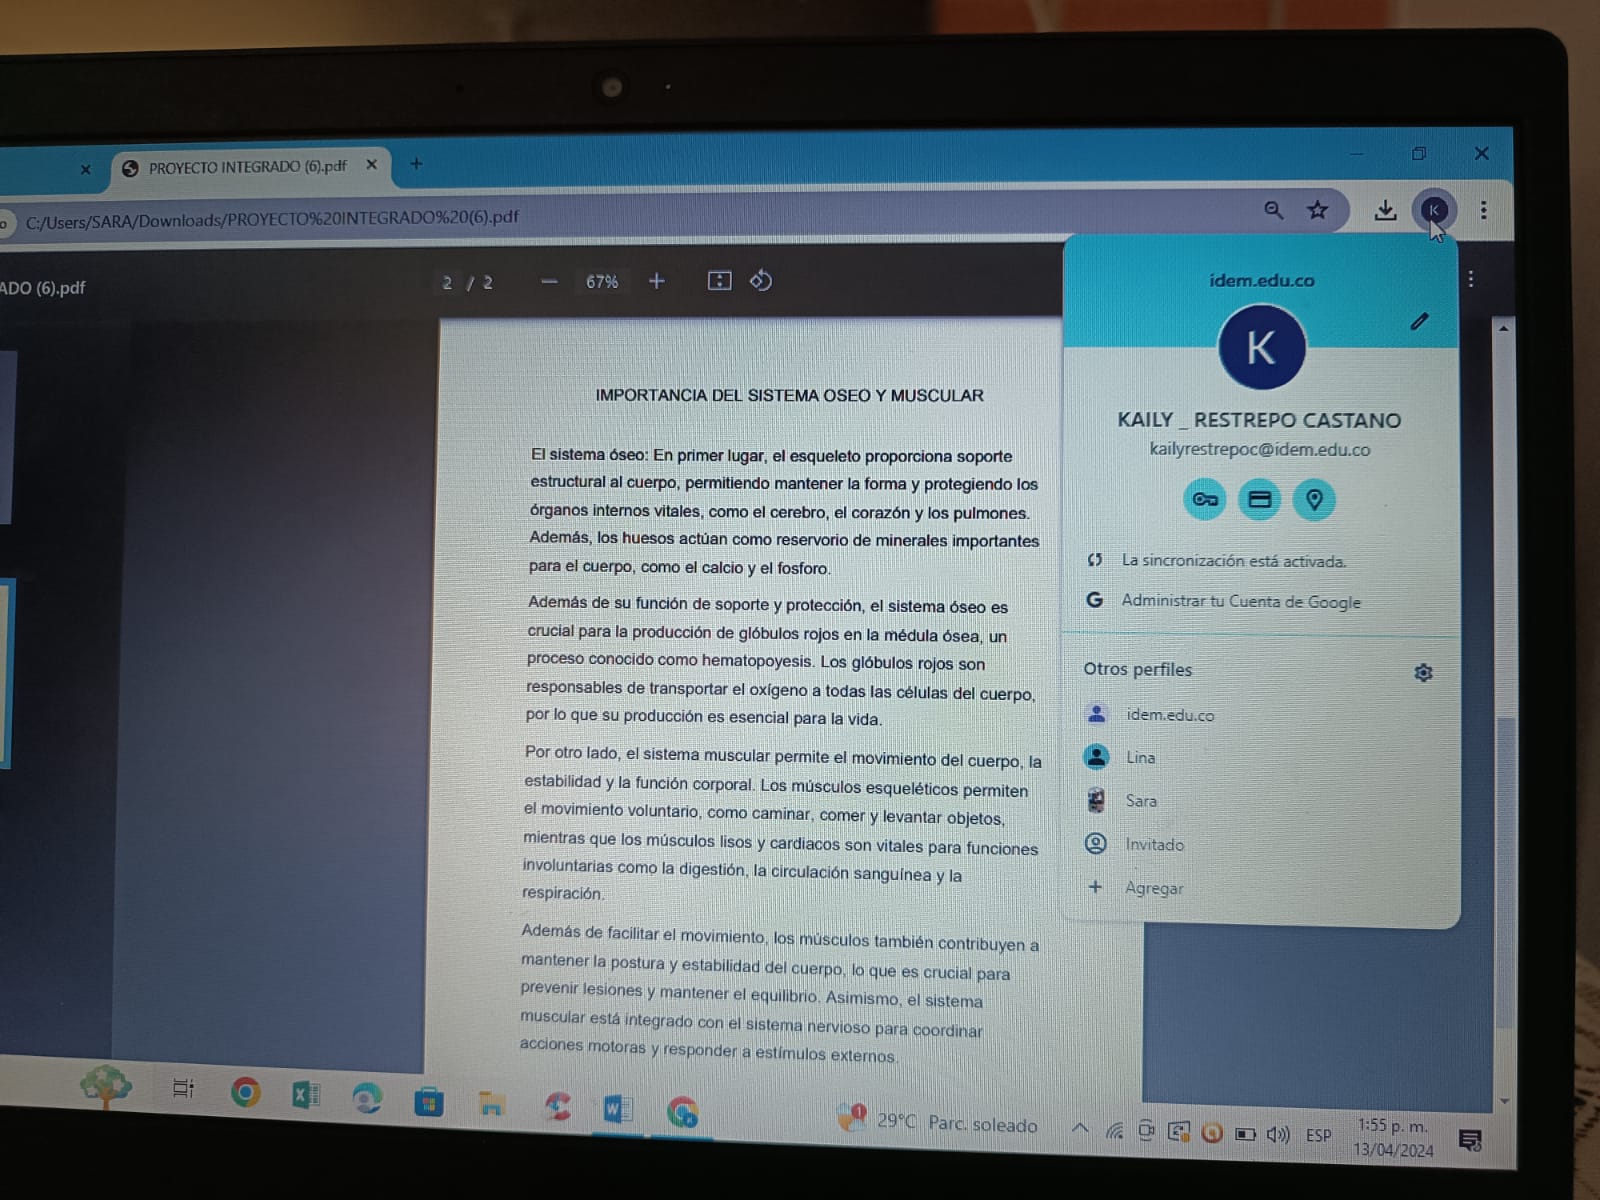 PROYECTO INTEGRADO (6).pdf
C:/Users/SARA/Downloads/PROYECTO%20INTEGRADO%20(6).pdf
K
ADO (6).pdf
2 / 2
67%
IMPORTANCIA DEL SISTEMA OSEO Y MUSCULAR
El sistema óseo: En primer lugar, el esqueleto proporciona soporte
estructural al cuerpo, permitiendo mantener la forma y protegiendo los
órganos internos vitales, como el cerebro, el corazón y los pulmones.
Además, los huesos actúan como reservorio de minerales importantes
para el cuerpo, como el calcio y el fosforo.
Además de su función de soporte y protección, el sistema óseo es
crucial para la producción de glóbulos rojos en la médula ósea, un
proceso conocido como hematopoyesis. Los glóbulos rojos son
responsables de transportar el oxígeno a todas las células del cuerpo,
por lo que su producción es esencial para la vida.
Por otro lado, el sistema muscular permite el movimiento del cuerpo, la
estabilidad y la función corporal. Los músculos esqueléticos permiten
el movimiento voluntario, como caminar, comer y levantar objetos,
mientras que los músculos lisos y cardiacos son vitales para funciones
involuntarias como la digestión, la circulación sanguínea y la
respiración.
Además de facilitar el movimiento, los músculos también contribuyen a
mantener la postura y estabilidad del cuerpo, lo que es crucial para
prevenir lesiones y mantener el equilibrio. Asimismo, el sistema
muscular está integrado con el sistema nervioso para coordinar
acciones motoras y responder a estímulos externos.
idem.edu.co
K
KAILY _ RESTREPO CASTANO
kailyrestrepoc@idem.edu.co
La sincronización está activada.
G Administrar tu Cuenta de Google
Otros perfiles
idem.edu.co
Lina
Sara
Invitado
+ Agregar
29°C Parc. soleado
ESP
1:55 p. m.
13/04/2024